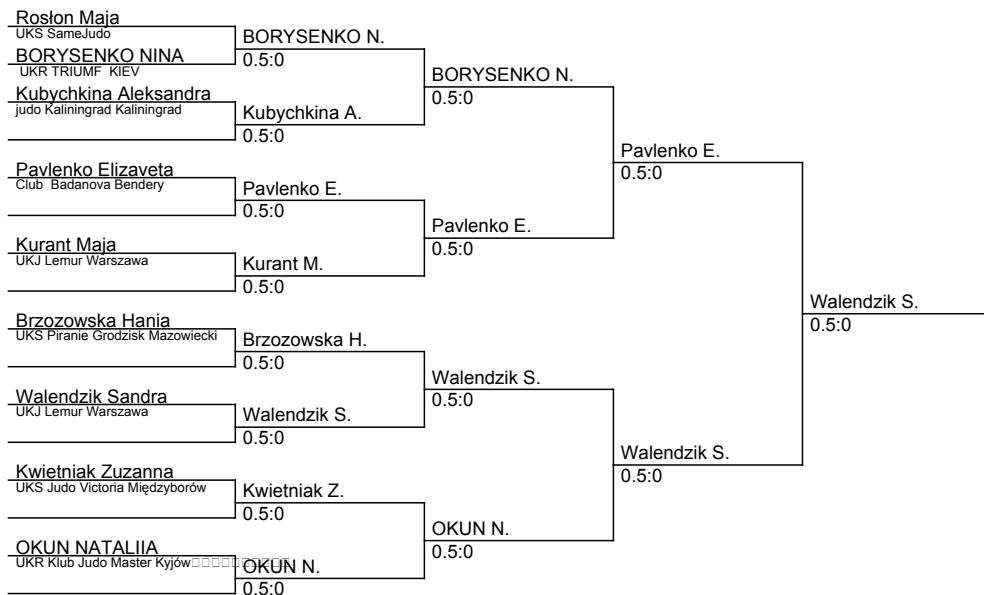 Rosłon Maja
UKS SameJudo
BORYSENKO NINA
UKR TRIUMF KIEV
Kubychkina Aleksandra
judo Kaliningrad Kaliningrad
Pavlenko Elizaveta
Club Badanova Bendery
Kurant Maja
UKJ Lemur Warszawa
Brzozowska Hania
UKS Piranie Grodzisk Mazowiecki
Walendzik Sandra
UKJ Lemur Warszawa
Kwietniak Zuzanna
UKS Judo Victoria Międzyborów
OKUN NATALIIA
UKR Klub Judo Master Kyjów
BORYSENKO N.
0.5:0
Kubychkina A.
0.5:0
Pavlenko E.
0.5:0
Kurant M.
0.5:0
Brzozowska H.
0.5:0
Walendzik S.
0.5:0
Kwietniak Z.
0.5:0
OKUN N.
0.5:0
BORYSENKO N.
0.5:0
Pavlenko E.
0.5:0
Walendzik S.
0.5:0
OKUN N.
0.5:0
Pavlenko E.
0.5:0
Walendzik S.
0.5:0
Walendzik S.
0.5:0